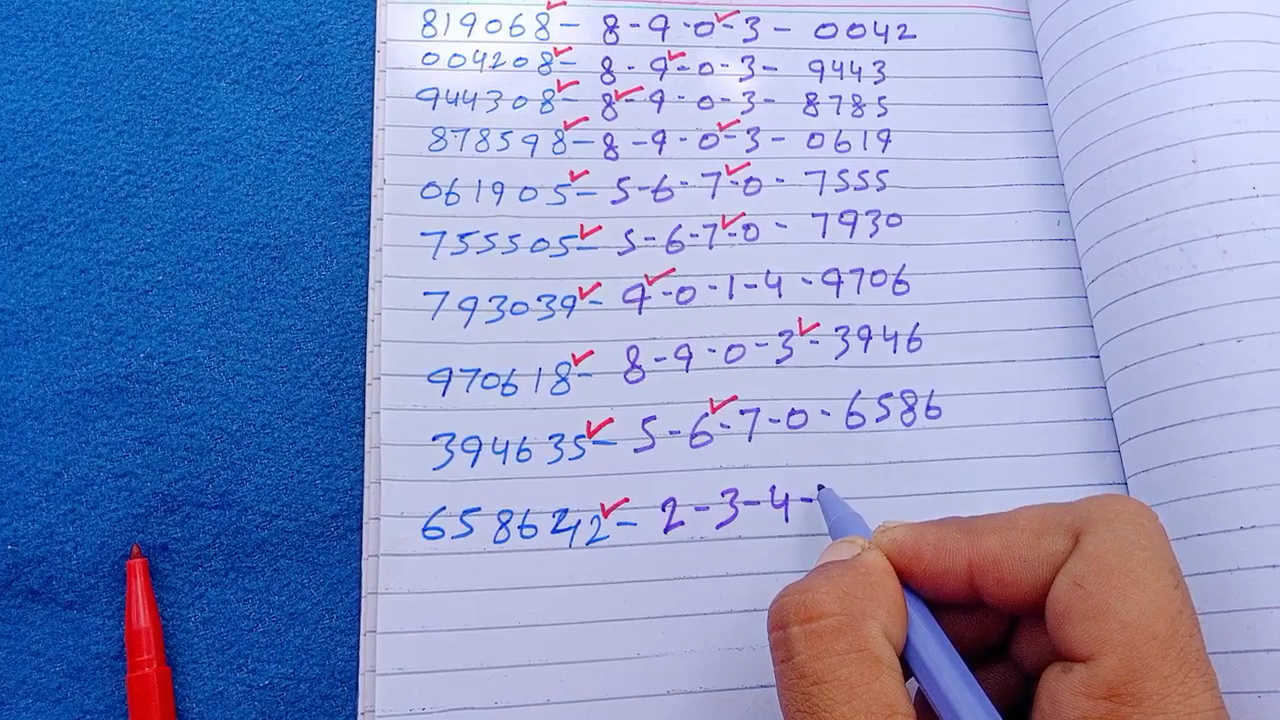 819068 - 8 - 9 - 0 - 3 - 0042
004208 - 8 - 9 - 0 - 3 - 9443
944308 - 8 - 9 - 0 - 3 - 8785
878598 - 8 - 9 - 0 - 3 - 0619
061905 - 5 - 6 - 7 - 0 - 7555
755505 - 5 - 6 - 7 - 0 - 7930
793039 - 9 - 0 - 1 - 4 - 9706
970618 - 8 - 9 - 0 - 3 - 3946
394635 - 5 - 6 - 7 - 0 - 6586
6586242 - 2 - 3 - 4 -